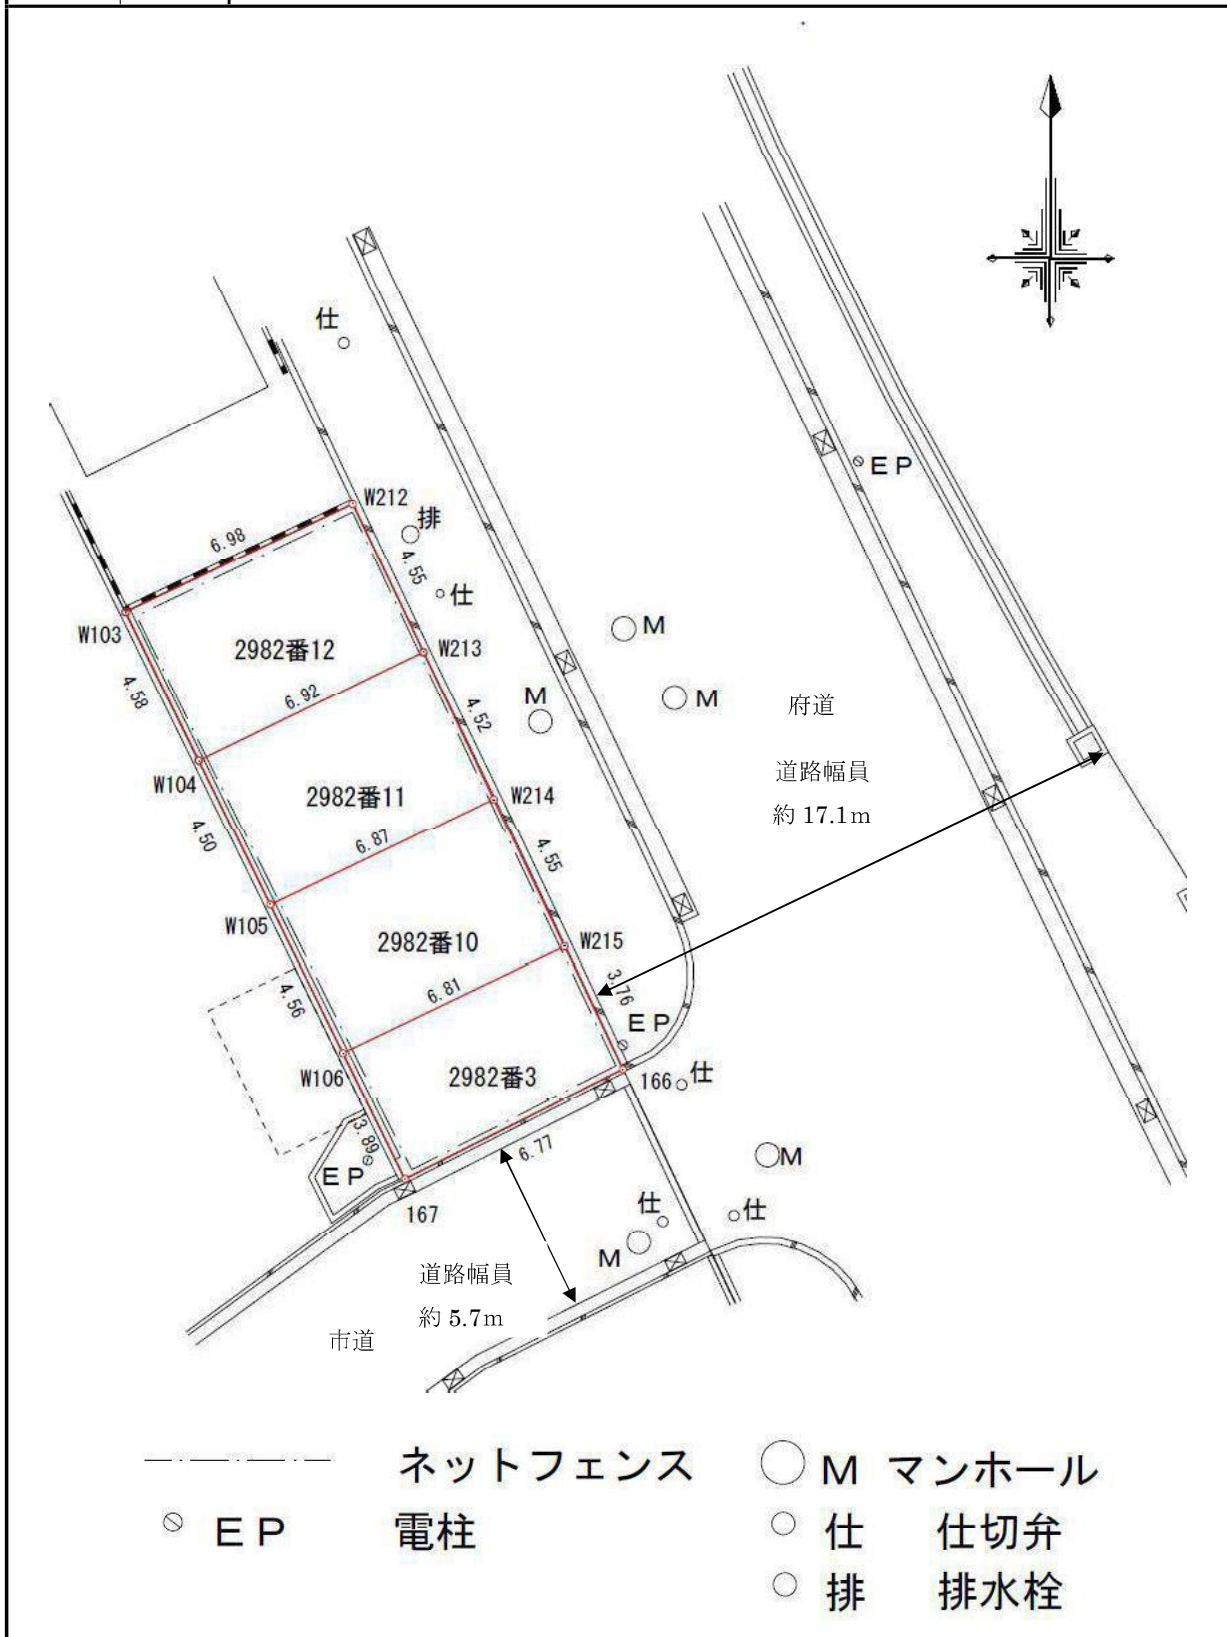 仕
EP
W212
排
6.98
4.55
仕
W103
2982番12
W213
M
4.58
6.92
4.52
M
M
府道
W104
2982番11
W214
道路幅員
約 17.1m
4.50
6.87
4.55
W105
2982番10
W215
4.56
6.81
3.76
EP
W106
2982番3
166
仕
3.89
6.77
EP
M
167
仕
仕
M
道路幅員
約 5.7m
市道
ネットフェンス
M マンホール
EP 電柱
仕 仕切弁
排 排水栓